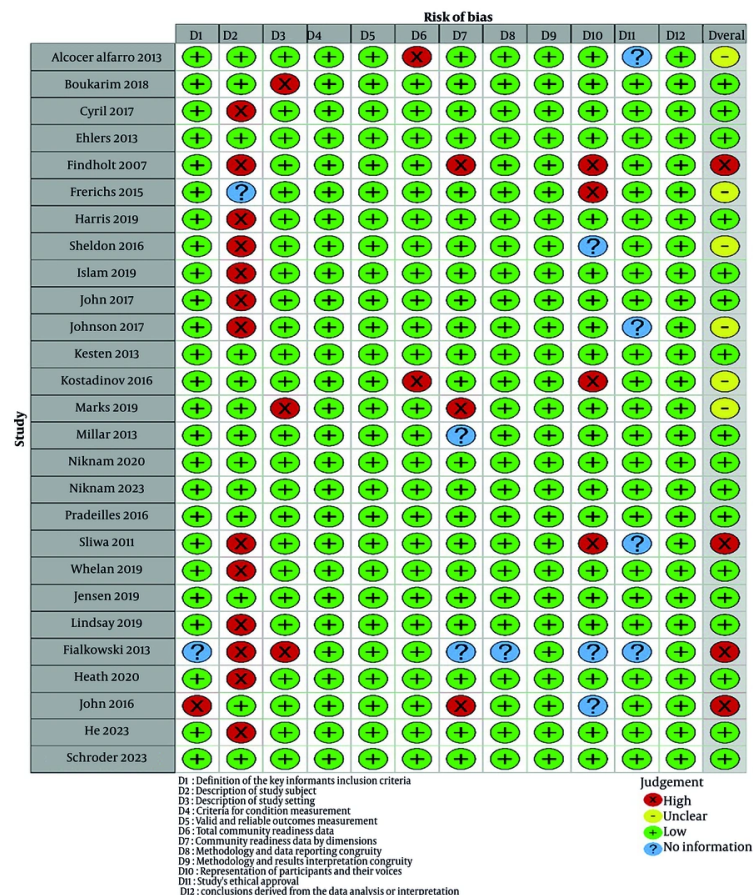 Risk of bias
D1 D2 D3 D4 D5 D6 D7 D8 D9 D10 D11 D12 Dveral
Study
Alcocer alfarro 2013 + + + + + × + + + + ? + -
Boukarim 2018 + + × + + + + + + + + + +
Cyril 2017 + × + + + + + + + + + + +
Ehlers 2013 + + + + + + + + + + + + +
Findholt 2007 + × + + + + × + + × + + ×
Frerichs 2015 + ? + + + + + + + × + + -
Harris 2019 + × + + + + + + + + + + +
Sheldon 2016 + × + + + + + + + ? + + -
Islam 2019 + × + + + + + + + + + + +
John 2017 + × + + + + + + + + + + +
Johnson 2017 + × + + + + + + + + ? + -
Kesten 2013 + + + + + + + + + + + + +
Kostadinov 2016 + + + + + × + + + × + + -
Marks 2019 + + × + + + × + + + + + -
Millar 2013 + + + + + + ? + + + + + +
Niknam 2020 + + + + + + + + + + + + +
Niknam 2023 + + + + + + + + + + + + +
Pradeilles 2016 + + + + + + + + + + + + +
Sliwa 2011 + × + + + + + + + × ? + ×
Whelan 2019 + × + + + + + + + + + + +
Jensen 2019 + + + + + + + + + + + + +
Lindsay 2019 + × + + + + + + + + + + +
Fialkowski 2013 ? × × + + + ? ? + ? ? + ×
Heath 2020 + × + + + + + + + + + + +
John 2016 × + + + + + × + + ? + + ×
He 2023 + × + + + + + + + + + + +
Schroder 2023 + + + + + + + + + + + + +
D1 : Definition of the key informants inclusion criteria
D2 : Description of study subject
D3 : Description of study setting
D4 : Criteria for condition measurement
D5 : Valid and reliable outcomes measurement
D6 : Total community readiness data
D7 : Community readiness data by dimensions
D8 : Methodology and data reporting congruity
D9 : Methodology and results interpretation congruity
D10 : Representation of participants and their voices
D11 : Study's ethical approval
D12 : conclusions derived from the data analysis or interpretation
Judgement
× High
- Unclear
+ Low
? No information